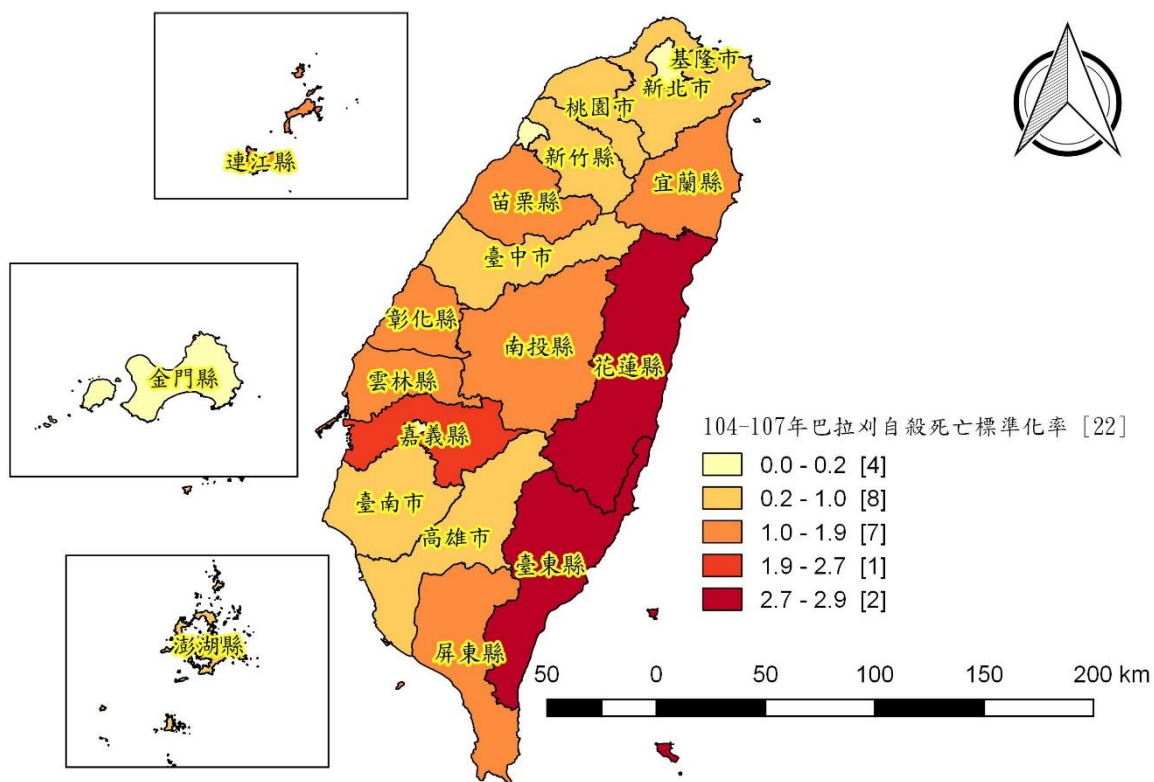 基隆市
新北市
桃園市
新竹縣
連江縣
宜蘭縣
苗栗縣
臺中市
彰化縣
南投縣
花蓮縣
金門縣
雲林縣
嘉義縣
104-107年巴拉刈自殺死亡標準化率 [22]
0.0 - 0.2 [4]
0.2 - 1.0 [8]
1.0 - 1.9 [7]
1.9 - 2.7 [1]
2.7 - 2.9 [2]
臺南市
高雄市
臺東縣
澎湖縣
屏東縣
50 0 50 100 150 200 km